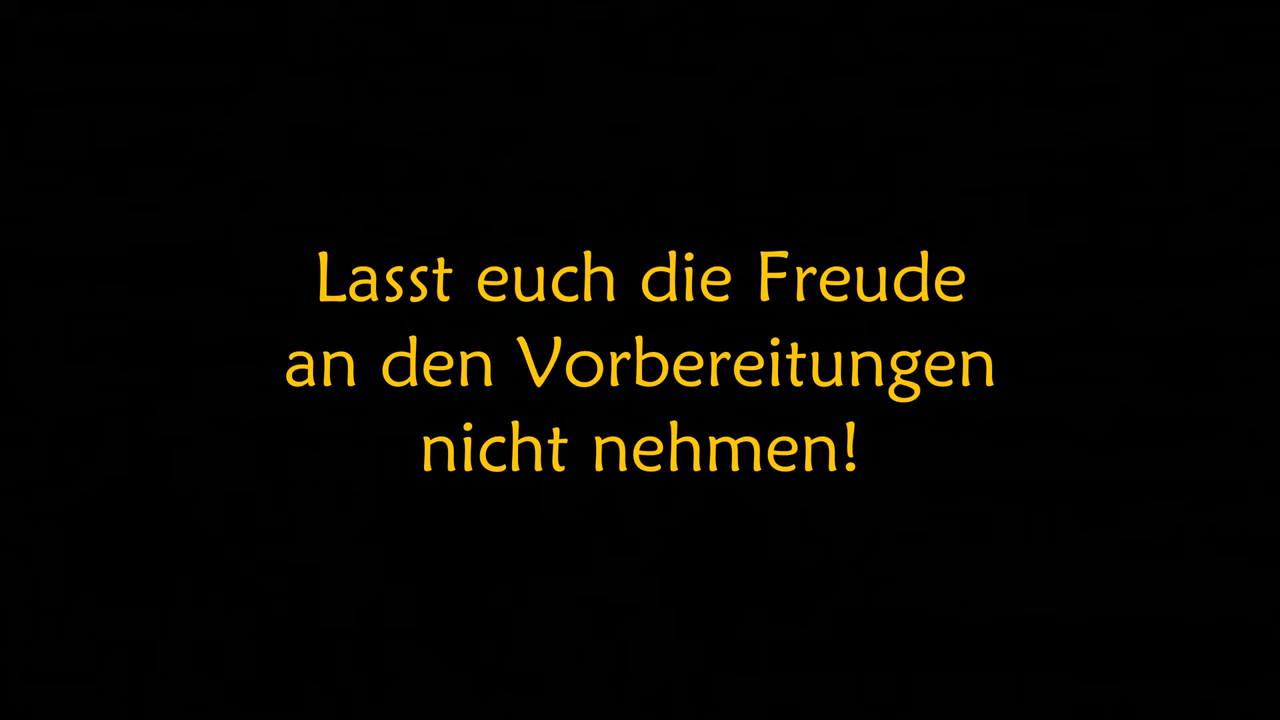 Lasst euch die Freude
an den Vorbereitungen
nicht nehmen!